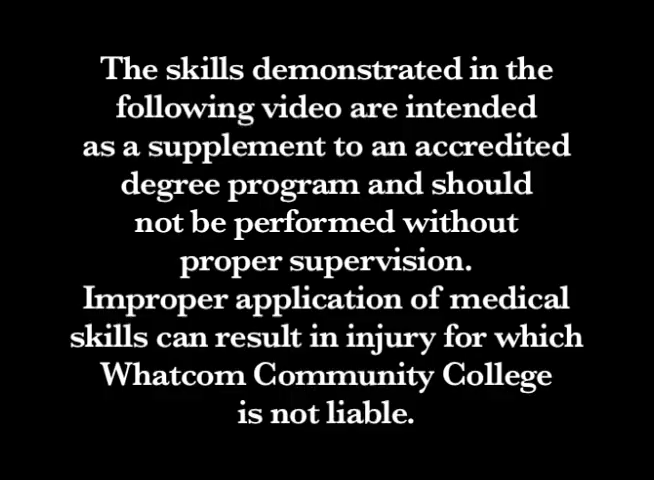 The skills demonstrated in the
following video are intended
as a supplement to an accredited
degree program and should
not be performed without
proper supervision.
Improper application of medical
skills can result in injury for which
Whatcom Community College
is not liable.